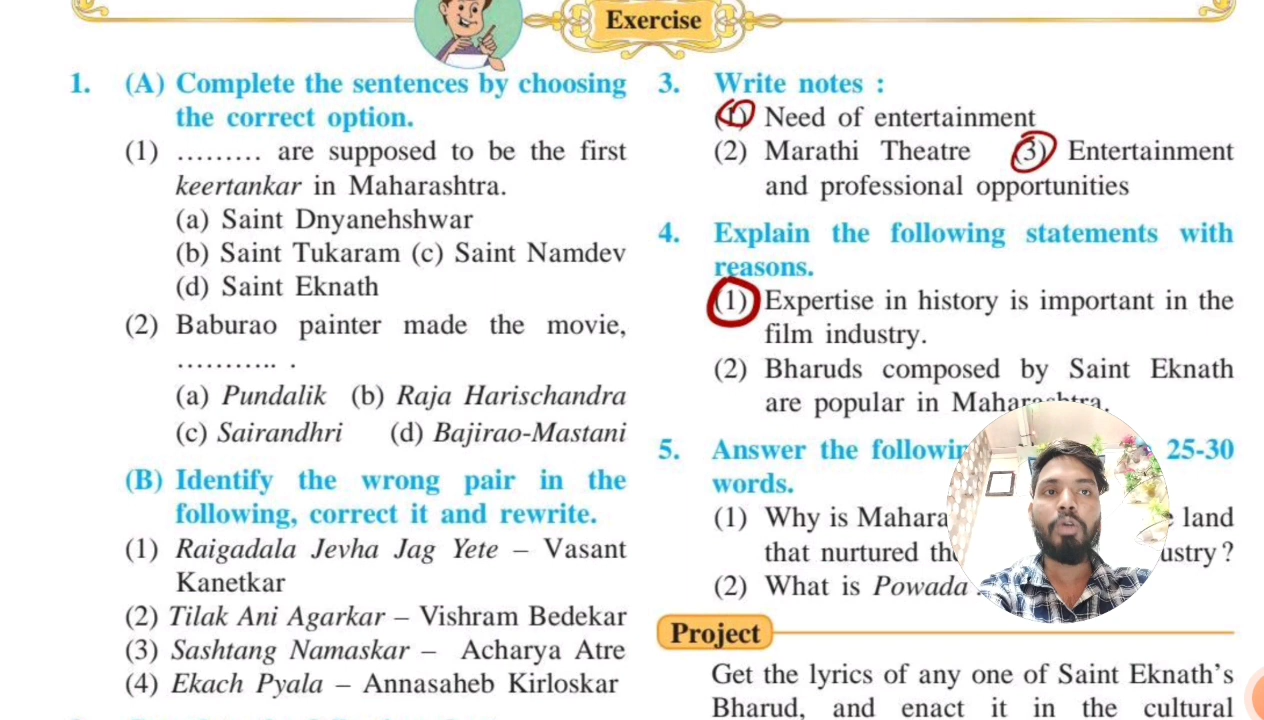 Exercise
1. (A) Complete the sentences by choosing
the correct option.
(1) ......... are supposed to be the first
keertankar in Maharashtra.
(a) Saint Dnyanehshwar
(b) Saint Tukaram (c) Saint Namdev
(d) Saint Eknath
(2) Baburao painter made the movie,
........... .
(a) Pundalik (b) Raja Harischandra
(c) Sairandhri (d) Bajirao-Mastani
(B) Identify the wrong pair in the
following, correct it and rewrite.
(1) Raigadala Jevha Jag Yete – Vasant
Kanetkar
(2) Tilak Ani Agarkar – Vishram Bedekar
(3) Sashtang Namaskar – Acharya Atre
(4) Ekach Pyala – Annasaheb Kirloskar
3. Write notes :
(1) Need of entertainment
(2) Marathi Theatre (3) Entertainment
and professional opportunities
4. Explain the following statements with
reasons.
(1) Expertise in history is important in the
film industry.
(2) Bharuds composed by Saint Eknath
are popular in Maharashtra.
5. Answer the 25-30
words.
(1) Why is land
that nurtured
(2) What is Powada
Project
Get the lyrics of any one of Saint Eknath's
Bharud, and enact it in the cultural